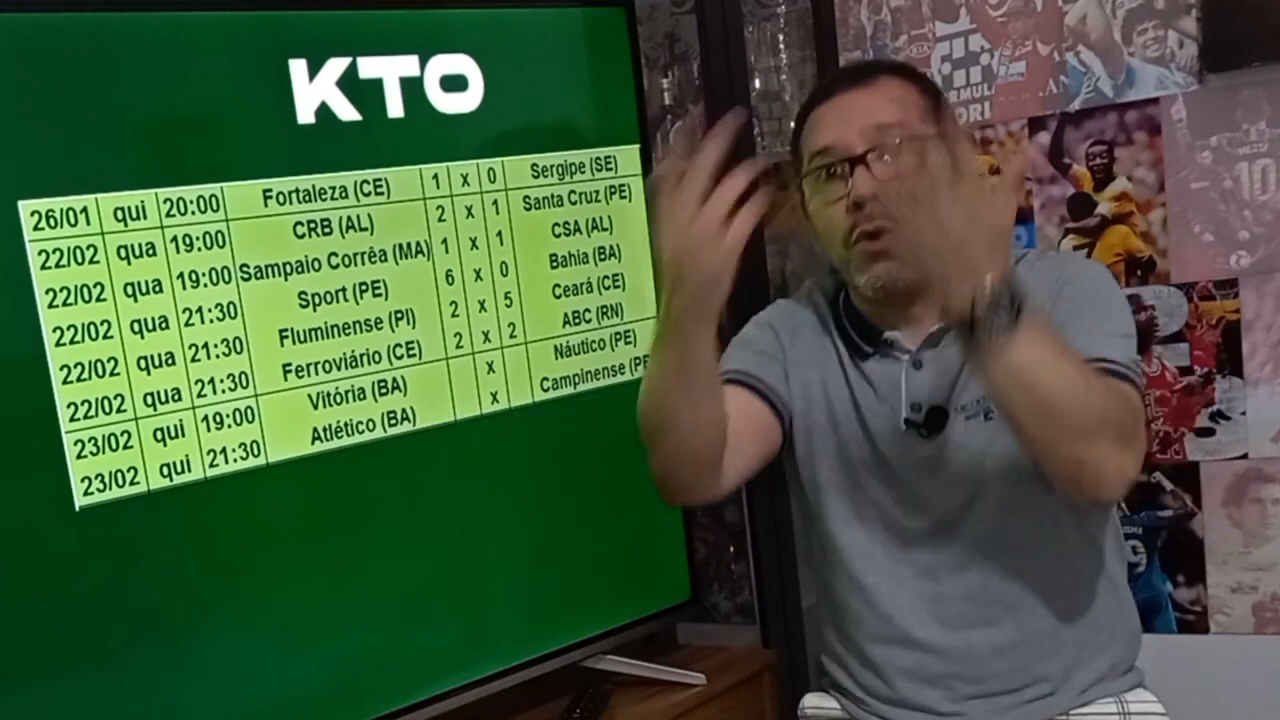 KTO
26/01 qui 20:00 Fortaleza (CE) 1 x 0 Sergipe (SE)
22/02 qua 19:00 CRB (AL) 2 x 1 Santa Cruz (PE)
22/02 qua 19:00 Sampaio Corrêa (MA) 1 x 1 CSA (AL)
22/02 qua 21:30 Sport (PE) 6 x 0 Bahia (BA)
22/02 qua 21:30 Fluminense (PI) 2 x 5 Ceará (CE)
22/02 qua 21:30 Ferroviário (CE) 2 x 2 ABC (RN)
23/02 qui 19:00 Vitória (BA) x Náutico (PE)
23/02 qui 21:30 Atlético (BA) x Campinense (PE
KIA
MESSI
10